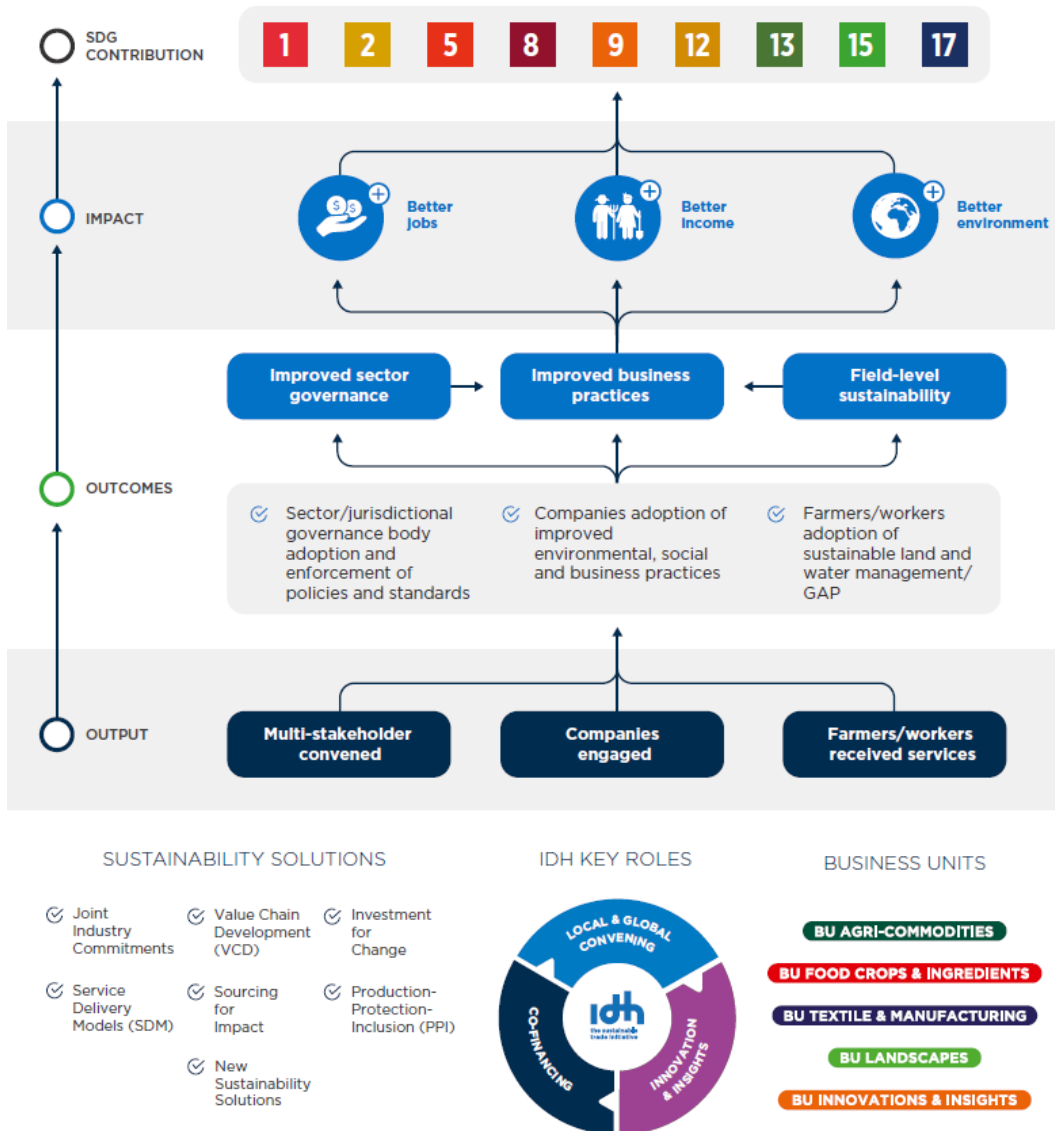 SDG
CONTRIBUTION
1 2 5 8 9 12 13 15 17
IMPACT
$ $
Better
jobs
Better
income
Better
environment
Improved sector
governance
Improved business
practices
Field-level
sustainability
OUTCOMES
Sector/jurisdictional
governance body
adoption and
enforcement of
policies and standards
Companies adoption of
improved
environmental, social
and business practices
Farmers/workers
adoption of
sustainable land and
water management/
GAP
OUTPUT
Multi-stakeholder
convened
Companies
engaged
Farmers/workers
received services
SUSTAINABILITY SOLUTIONS
Joint
Industry
Commitments
Value Chain
Development
(VCD)
Investment
for
Change
Service
Delivery
Models (SDM)
Sourcing
for
Impact
Production-
Protection-
Inclusion (PPI)
New
Sustainability
Solutions
IDH KEY ROLES
LOCAL & GLOBAL
CONVENING
CO-FINANCING
INNOVATION
& INSIGHTS
idh
the sustainable
trade initiative
BUSINESS UNITS
BU AGRI-COMMODITIES
BU FOOD CROPS & INGREDIENTS
BU TEXTILE & MANUFACTURING
BU LANDSCAPES
BU INNOVATIONS & INSIGHTS